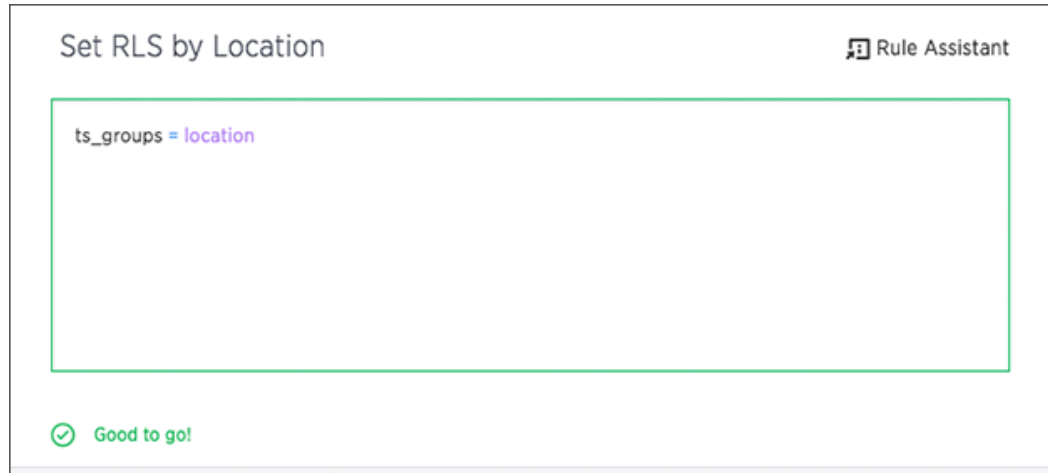 Set RLS by Location
Rule Assistant
ts_groups = location
Good to go!